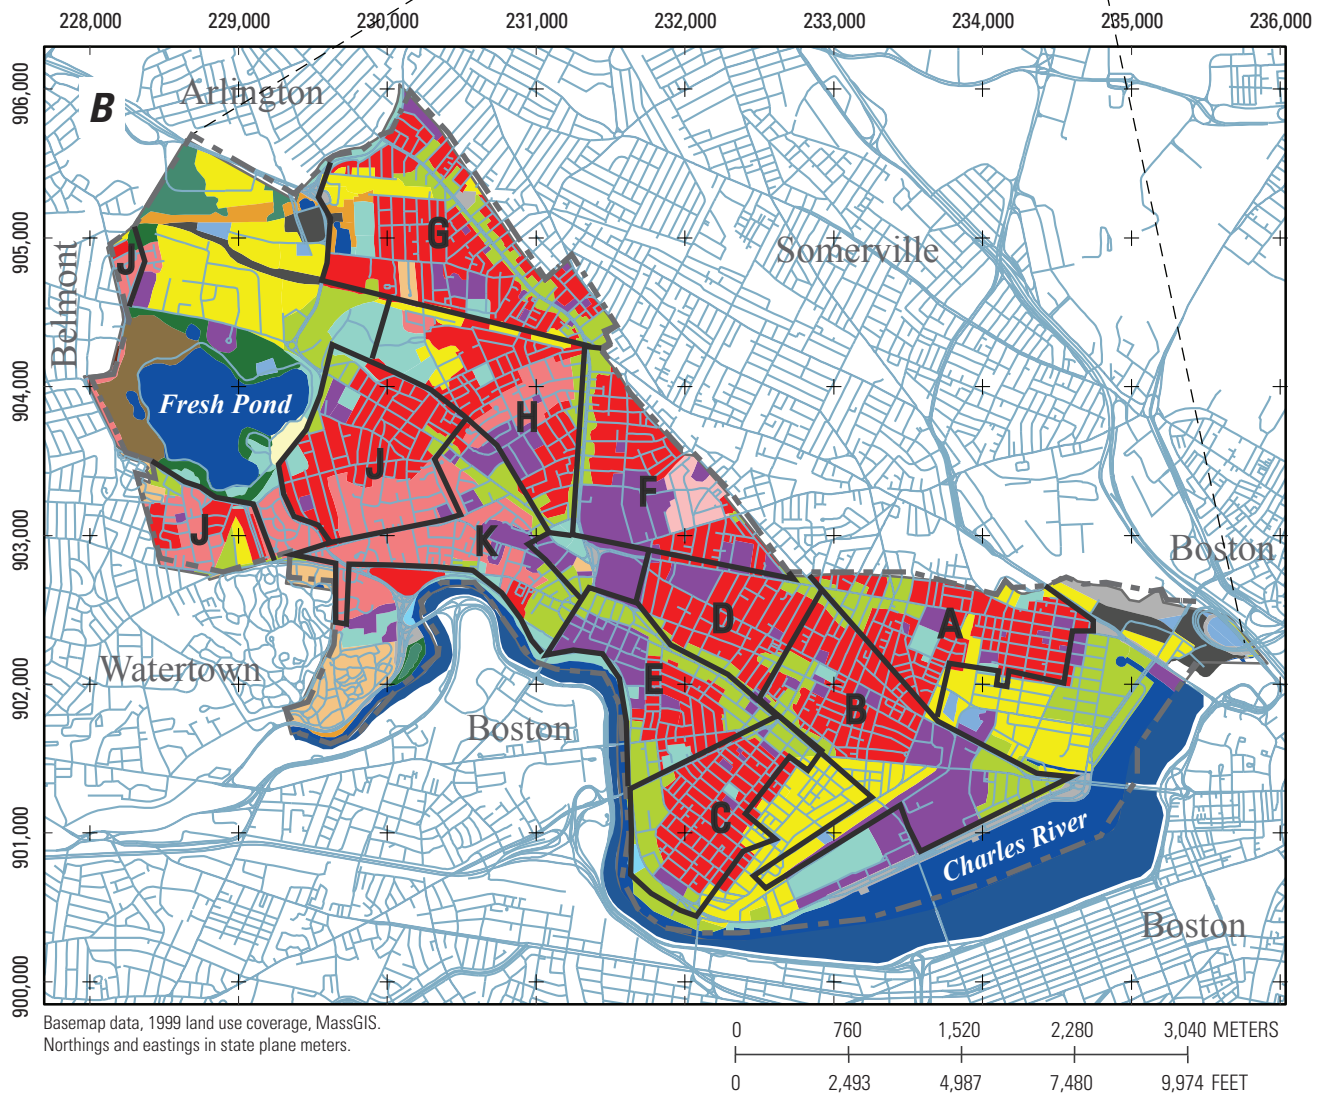 228,000 229,000 230,000 231,000 232,000 233,000 234,000 235,000 236,000
906,000
905,000
904,000
903,000
902,000
901,000
900,000
B
Arlington
G
Somerville
J
Belmont
Fresh Pond
H
J
F
J
K
Boston
D
A
Watertown
E
Boston
B
C
Charles River
Boston
Basemap data, 1999 land use coverage, MassGIS.
Northings and eastings in state plane meters.
0 760 1,520 2,280 3,040 METERS
0 2,493 4,987 7,480 9,974 FEET